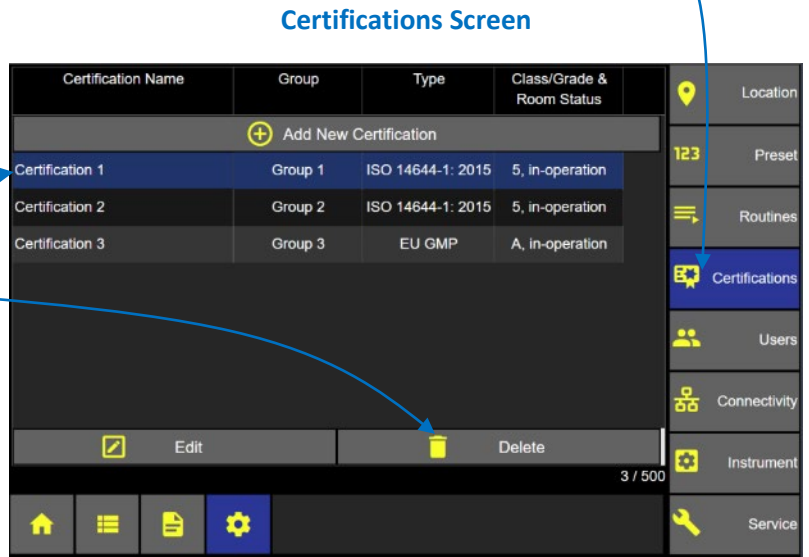 Certifications Screen
Certification Name Group Type Class/Grade &
Room Status
Add New Certification
Certification 1 Group 1 ISO 14644-1: 2015 5, in-operation
Certification 2 Group 2 ISO 14644-1: 2015 5, in-operation
Certification 3 Group 3 EU GMP A, in-operation
Edit Delete
3 / 500
Location
123 Preset
Routines
Certifications
Users
Connectivity
Instrument
Service